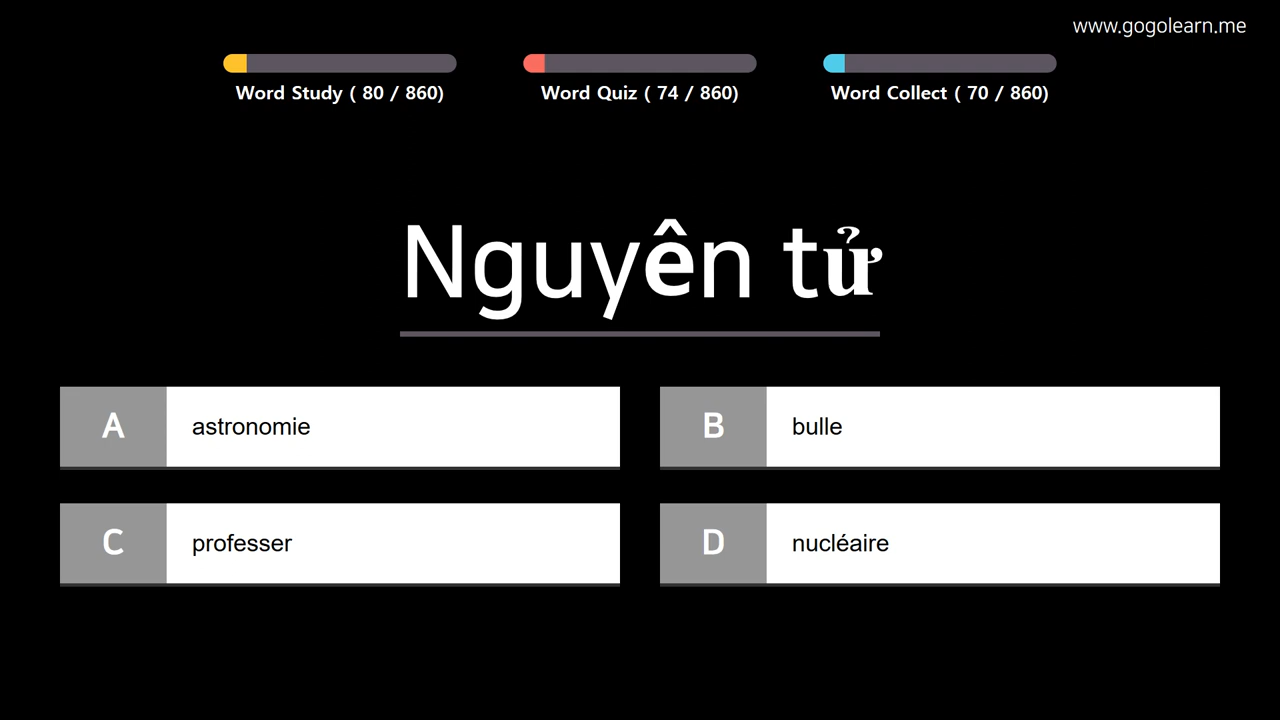 www.gogolearn.me
Word Study ( 80 / 860)
Word Quiz ( 74 / 860)
Word Collect ( 70 / 860)
Nguyên tử
A astronomie
B bulle
C professer
D nucléaire